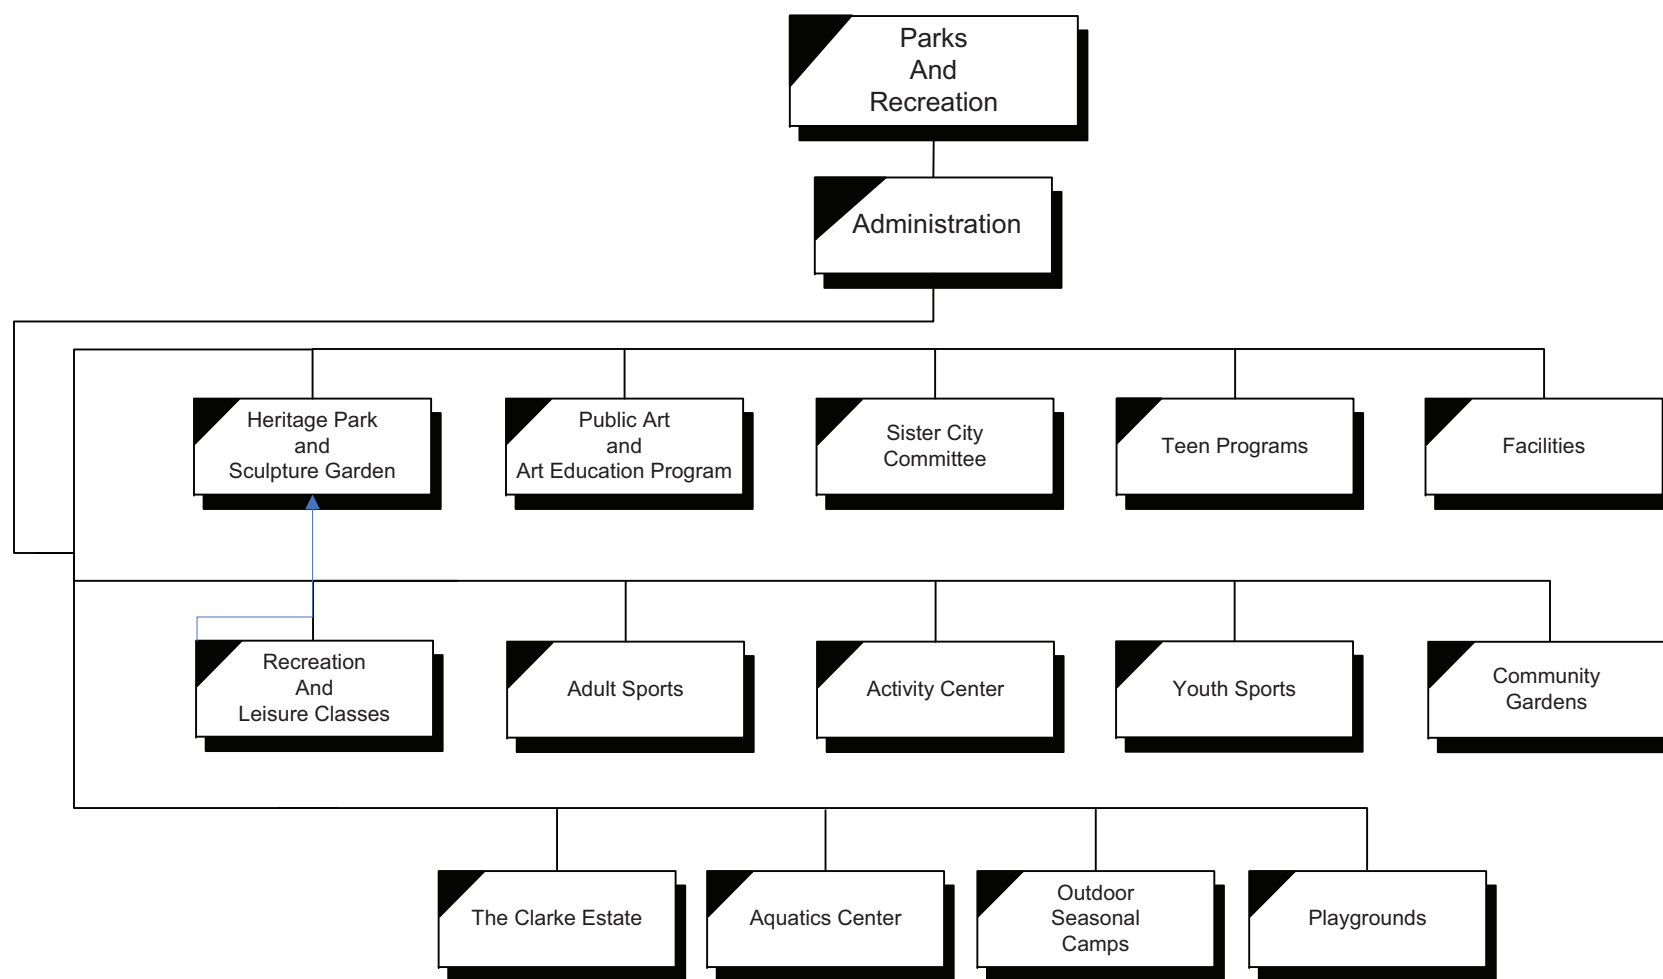 Parks
And
Recreation
Administration
Heritage Park
and
Sculpture Garden
Public Art
and
Art Education Program
Sister City
Committee
Teen Programs
Facilities
Recreation
And
Leisure Classes
Adult Sports
Activity Center
Youth Sports
Community
Gardens
The Clarke Estate
Aquatics Center
Outdoor
Seasonal
Camps
Playgrounds